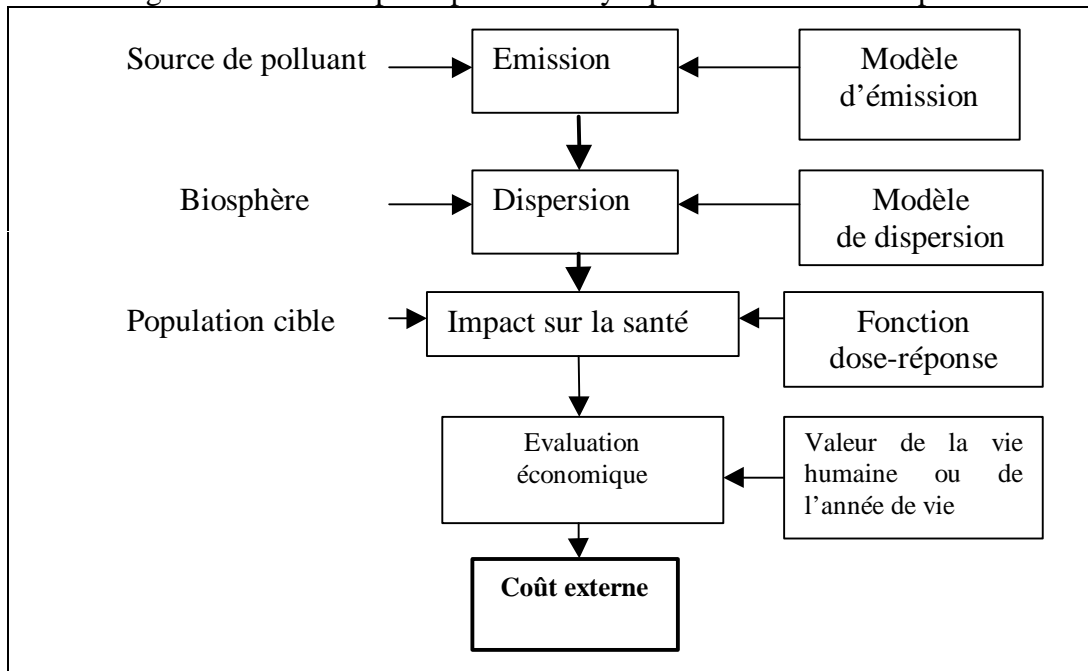 Source de polluant
Emission
Modèle
d'émission
Biosphère
Dispersion
Modèle
de dispersion
Population cible
Impact sur la santé
Fonction
dose-réponse
Evaluation
économique
Valeur de la vie
humaine ou de
l'année de vie
Coût externe